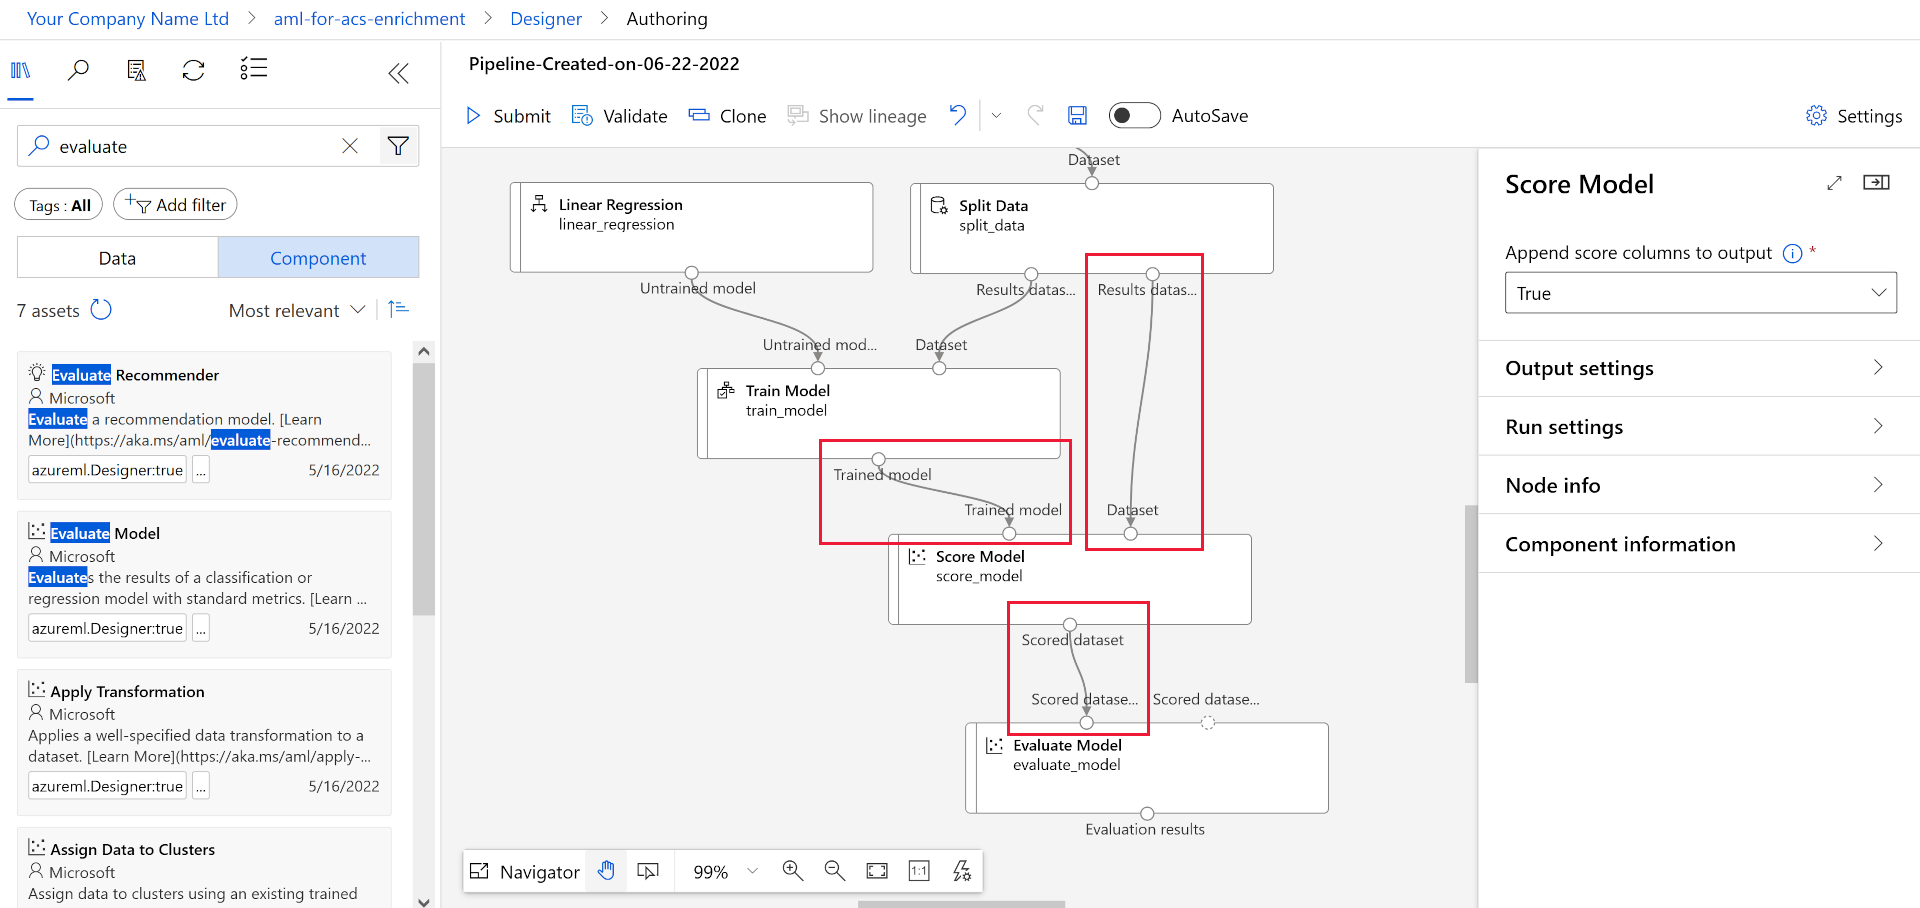 Your Company Name Ltd > aml-for-acs-enrichment > Designer > Authoring
Pipeline-Created-on-06-22-2022
Submit Validate Clone Show lineage AutoSave Settings
evaluate
Tags : All Add filter
Data Component
7 assets Most relevant
Evaluate Recommender
Microsoft
Evaluate a recommendation model. [Learn
More](https://aka.ms/aml/evaluate-recommend...
azureml.Designer:true ... 5/16/2022
Evaluate Model
Microsoft
Evaluates the results of a classification or
regression model with standard metrics. [Learn ...
azureml.Designer:true ... 5/16/2022
Apply Transformation
Microsoft
Applies a well-specified data transformation to a
dataset. [Learn More](https://aka.ms/aml/apply-...
azureml.Designer:true ... 5/16/2022
Assign Data to Clusters
Microsoft
Assign data to clusters using an existing trained
Dataset
Linear Regression
linear_regression
Split Data
split_data
Untrained model
Results datas...
Results datas...
Untrained mod...
Dataset
Train Model
train_model
Trained model
Trained model
Dataset
Score Model
score_model
Scored dataset
Scored datase...
Scored datase...
Evaluate Model
evaluate_model
Evaluation results
Navigator 99% 1:1
Score Model
Append score columns to output *
True
Output settings
Run settings
Node info
Component information